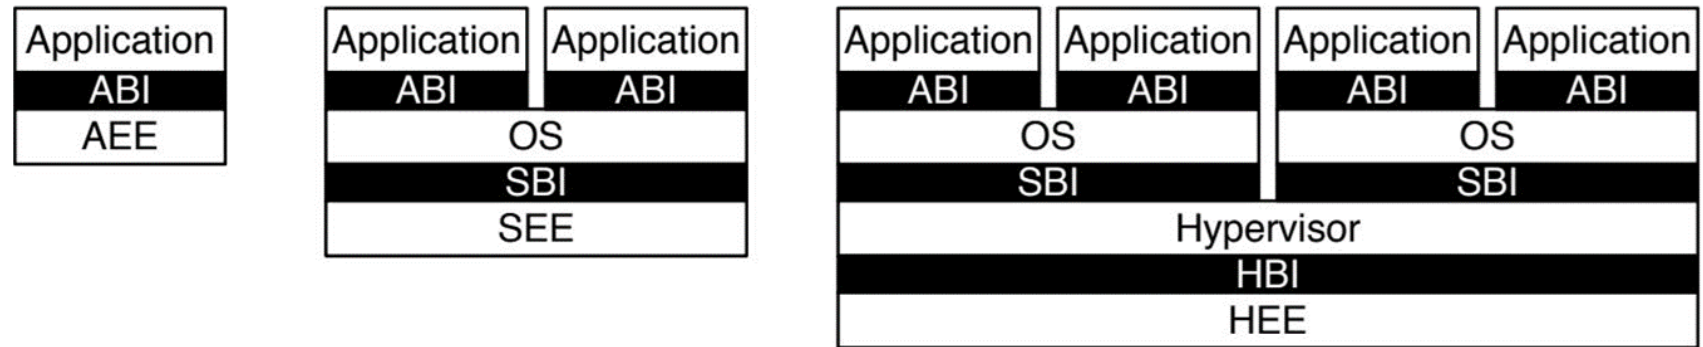 Application
ABI
AEE
Application Application
ABI ABI
OS
SBI
SEE
Application Application Application Application
ABI ABI ABI ABI
OS OS
SBI SBI
Hypervisor
HBI
HEE